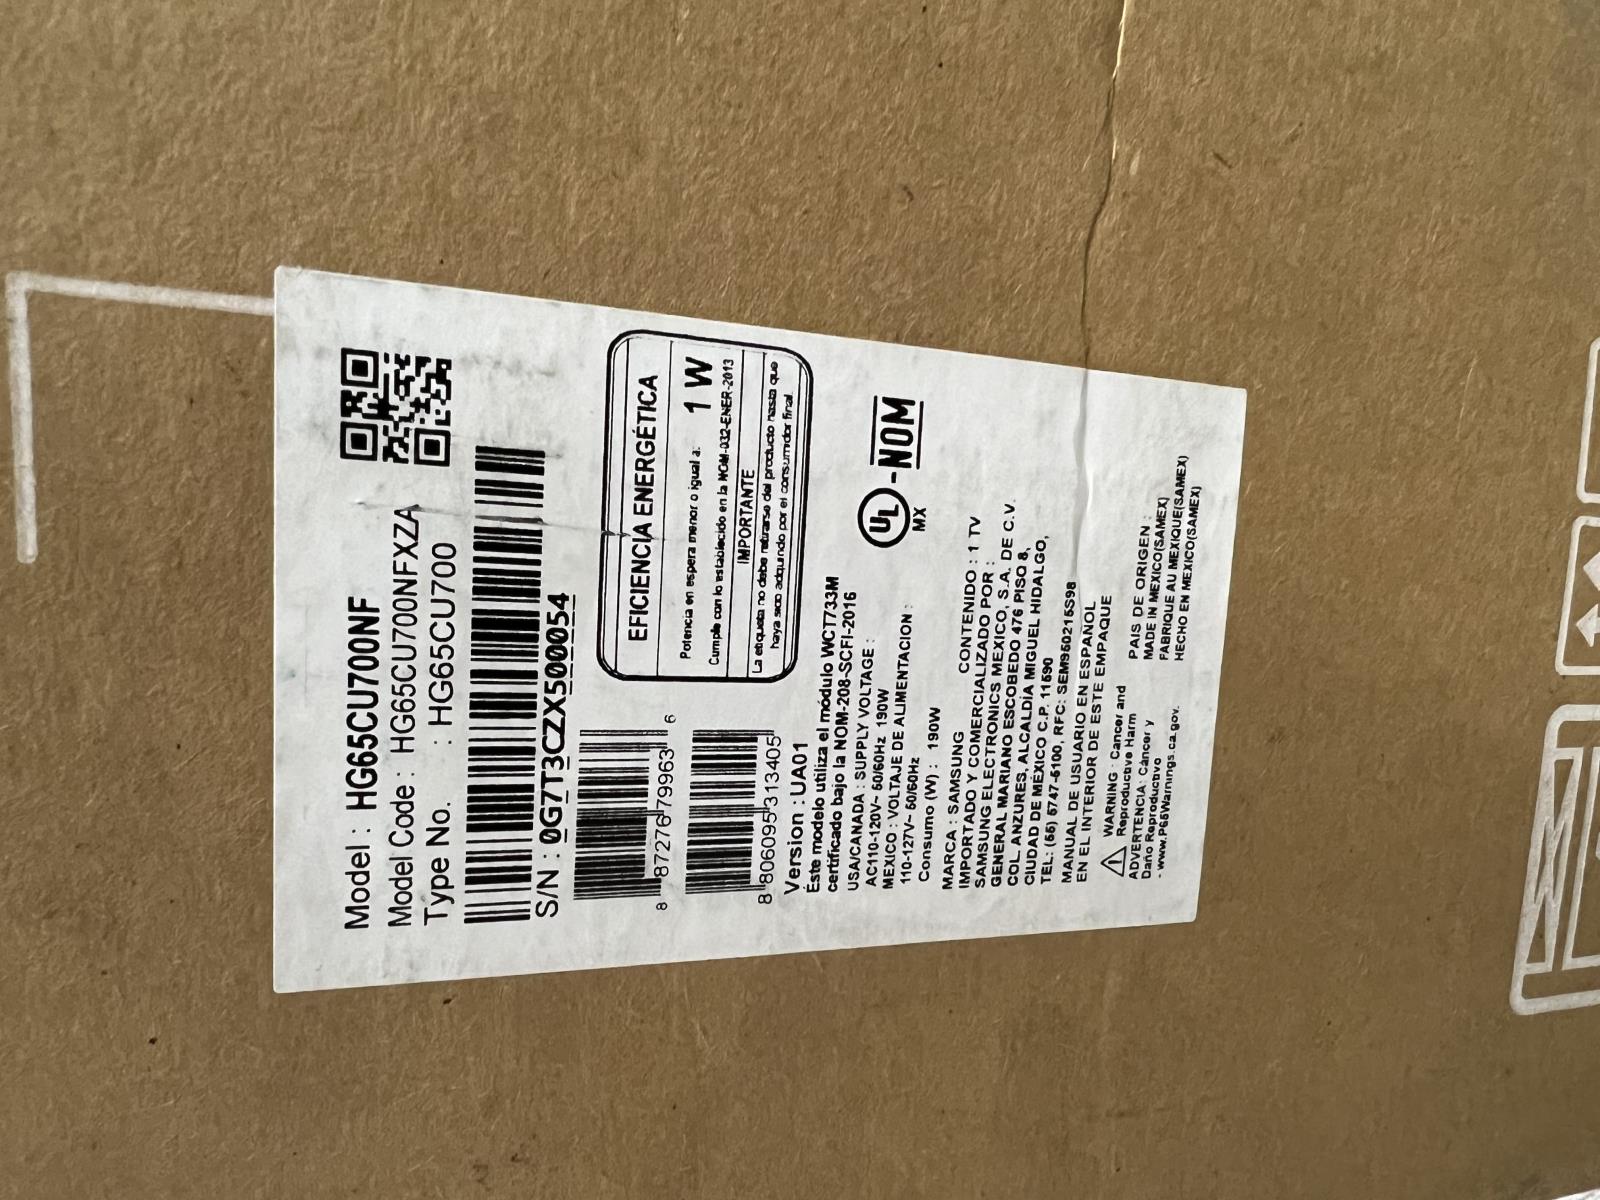 Model : HG65CU700NF
Model Code : HG65CU700NFXZA
Type No. : HG65CU700
S/N : 0G7T3CZX500054
8 87276 79963 6
8 806095 313405
EFICIENCIA ENERGÉTICA
Potencia en espera menor o igual a: 1 W
Cumple con lo establecido en la NOM-032-ENER-2013
IMPORTANTE
La etiqueta no debe retirarse del producto hasta que
haya sido adquirido por el consumidor final.
Version : UA01
Éste modelo utiliza el módulo WCT733M
certificado bajo la NOM-208-SCFI-2016
USA/CANADA : SUPPLY VOLTAGE :
AC110-120V~ 50/60Hz 190W
MEXICO : VOLTAJE DE ALIMENTACION :
110-127V~ 50/60Hz
Consumo (W) : 190W
UL-NOM
MX
MARCA : SAMSUNG CONTENIDO : 1 TV
IMPORTADO Y COMERCIALIZADO POR :
SAMSUNG ELECTRONICS MEXICO, S.A. DE C.V.
GENERAL MARIANO ESCOBEDO 476 PISO 8,
COL. ANZURES, ALCALDÍA MIGUEL HIDALGO,
CIUDAD DE MÉXICO C.P. 11590
TEL: (55) 5747-5100, RFC: SEM950215S98
MANUAL DE USUARIO EN ESPAÑOL
EN EL INTERIOR DE ESTE EMPAQUE
WARNING : Cancer and
Reproductive Harm
ADVERTENCIA: Cáncer y
Daño Reproductivo
- www.P65Warnings.ca.gov.
PAIS DE ORIGEN :
MADE IN MEXICO(SAMEX)
FABRIQUE AU MEXIQUE(SAMEX)
HECHO EN MEXICO(SAMEX)